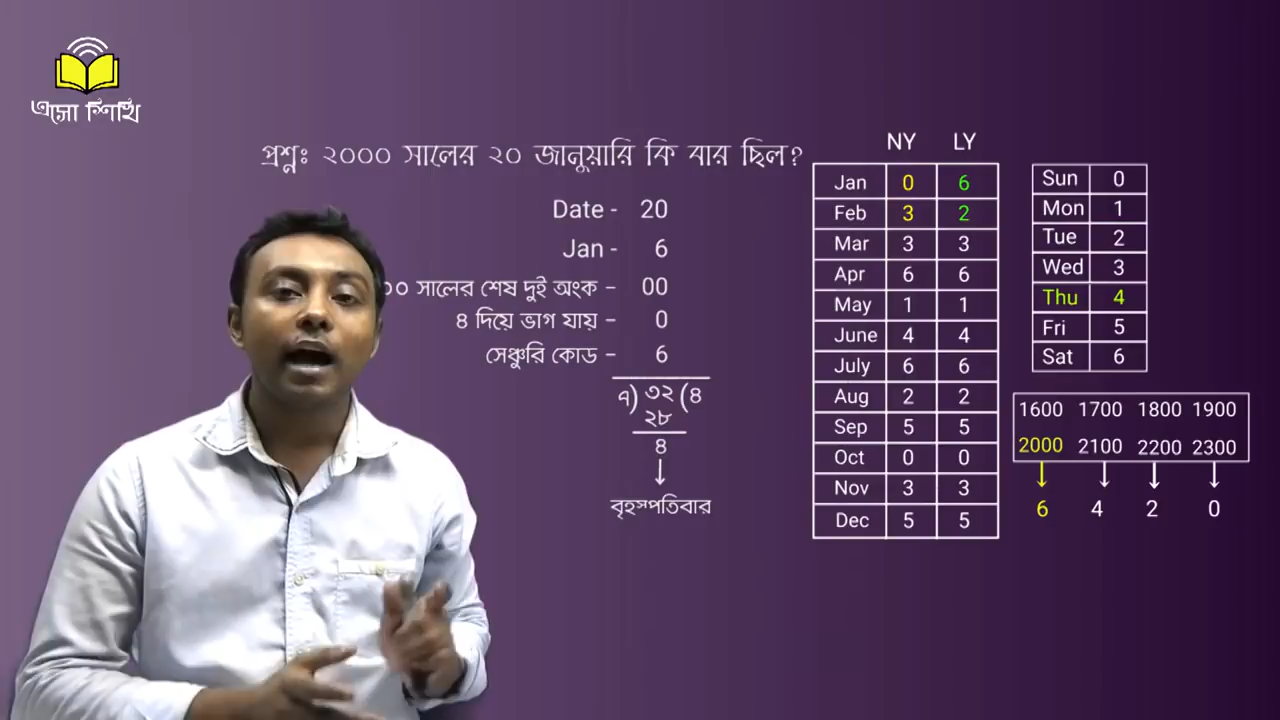 এসো শিখি
প্রশ্নঃ ২০০০ সালের ২০ জানুয়ারি কি বার ছিল?
Date - 20
Jan - 6
০০ সালের শেষ দুই অংক – 00
৪ দিয়ে ভাগ যায় – 0
সেঞ্চুরি কোড – 6
৭) ৩২ (৪
২৮
৪
↓
বৃহস্পতিবার
NY LY
Jan 0 6
Feb 3 2
Mar 3 3
Apr 6 6
May 1 1
June 4 4
July 6 6
Aug 2 2
Sep 5 5
Oct 0 0
Nov 3 3
Dec 5 5
Sun 0
Mon 1
Tue 2
Wed 3
Thu 4
Fri 5
Sat 6
1600 1700 1800 1900
2000 2100 2200 2300
↓ ↓ ↓ ↓
6 4 2 0